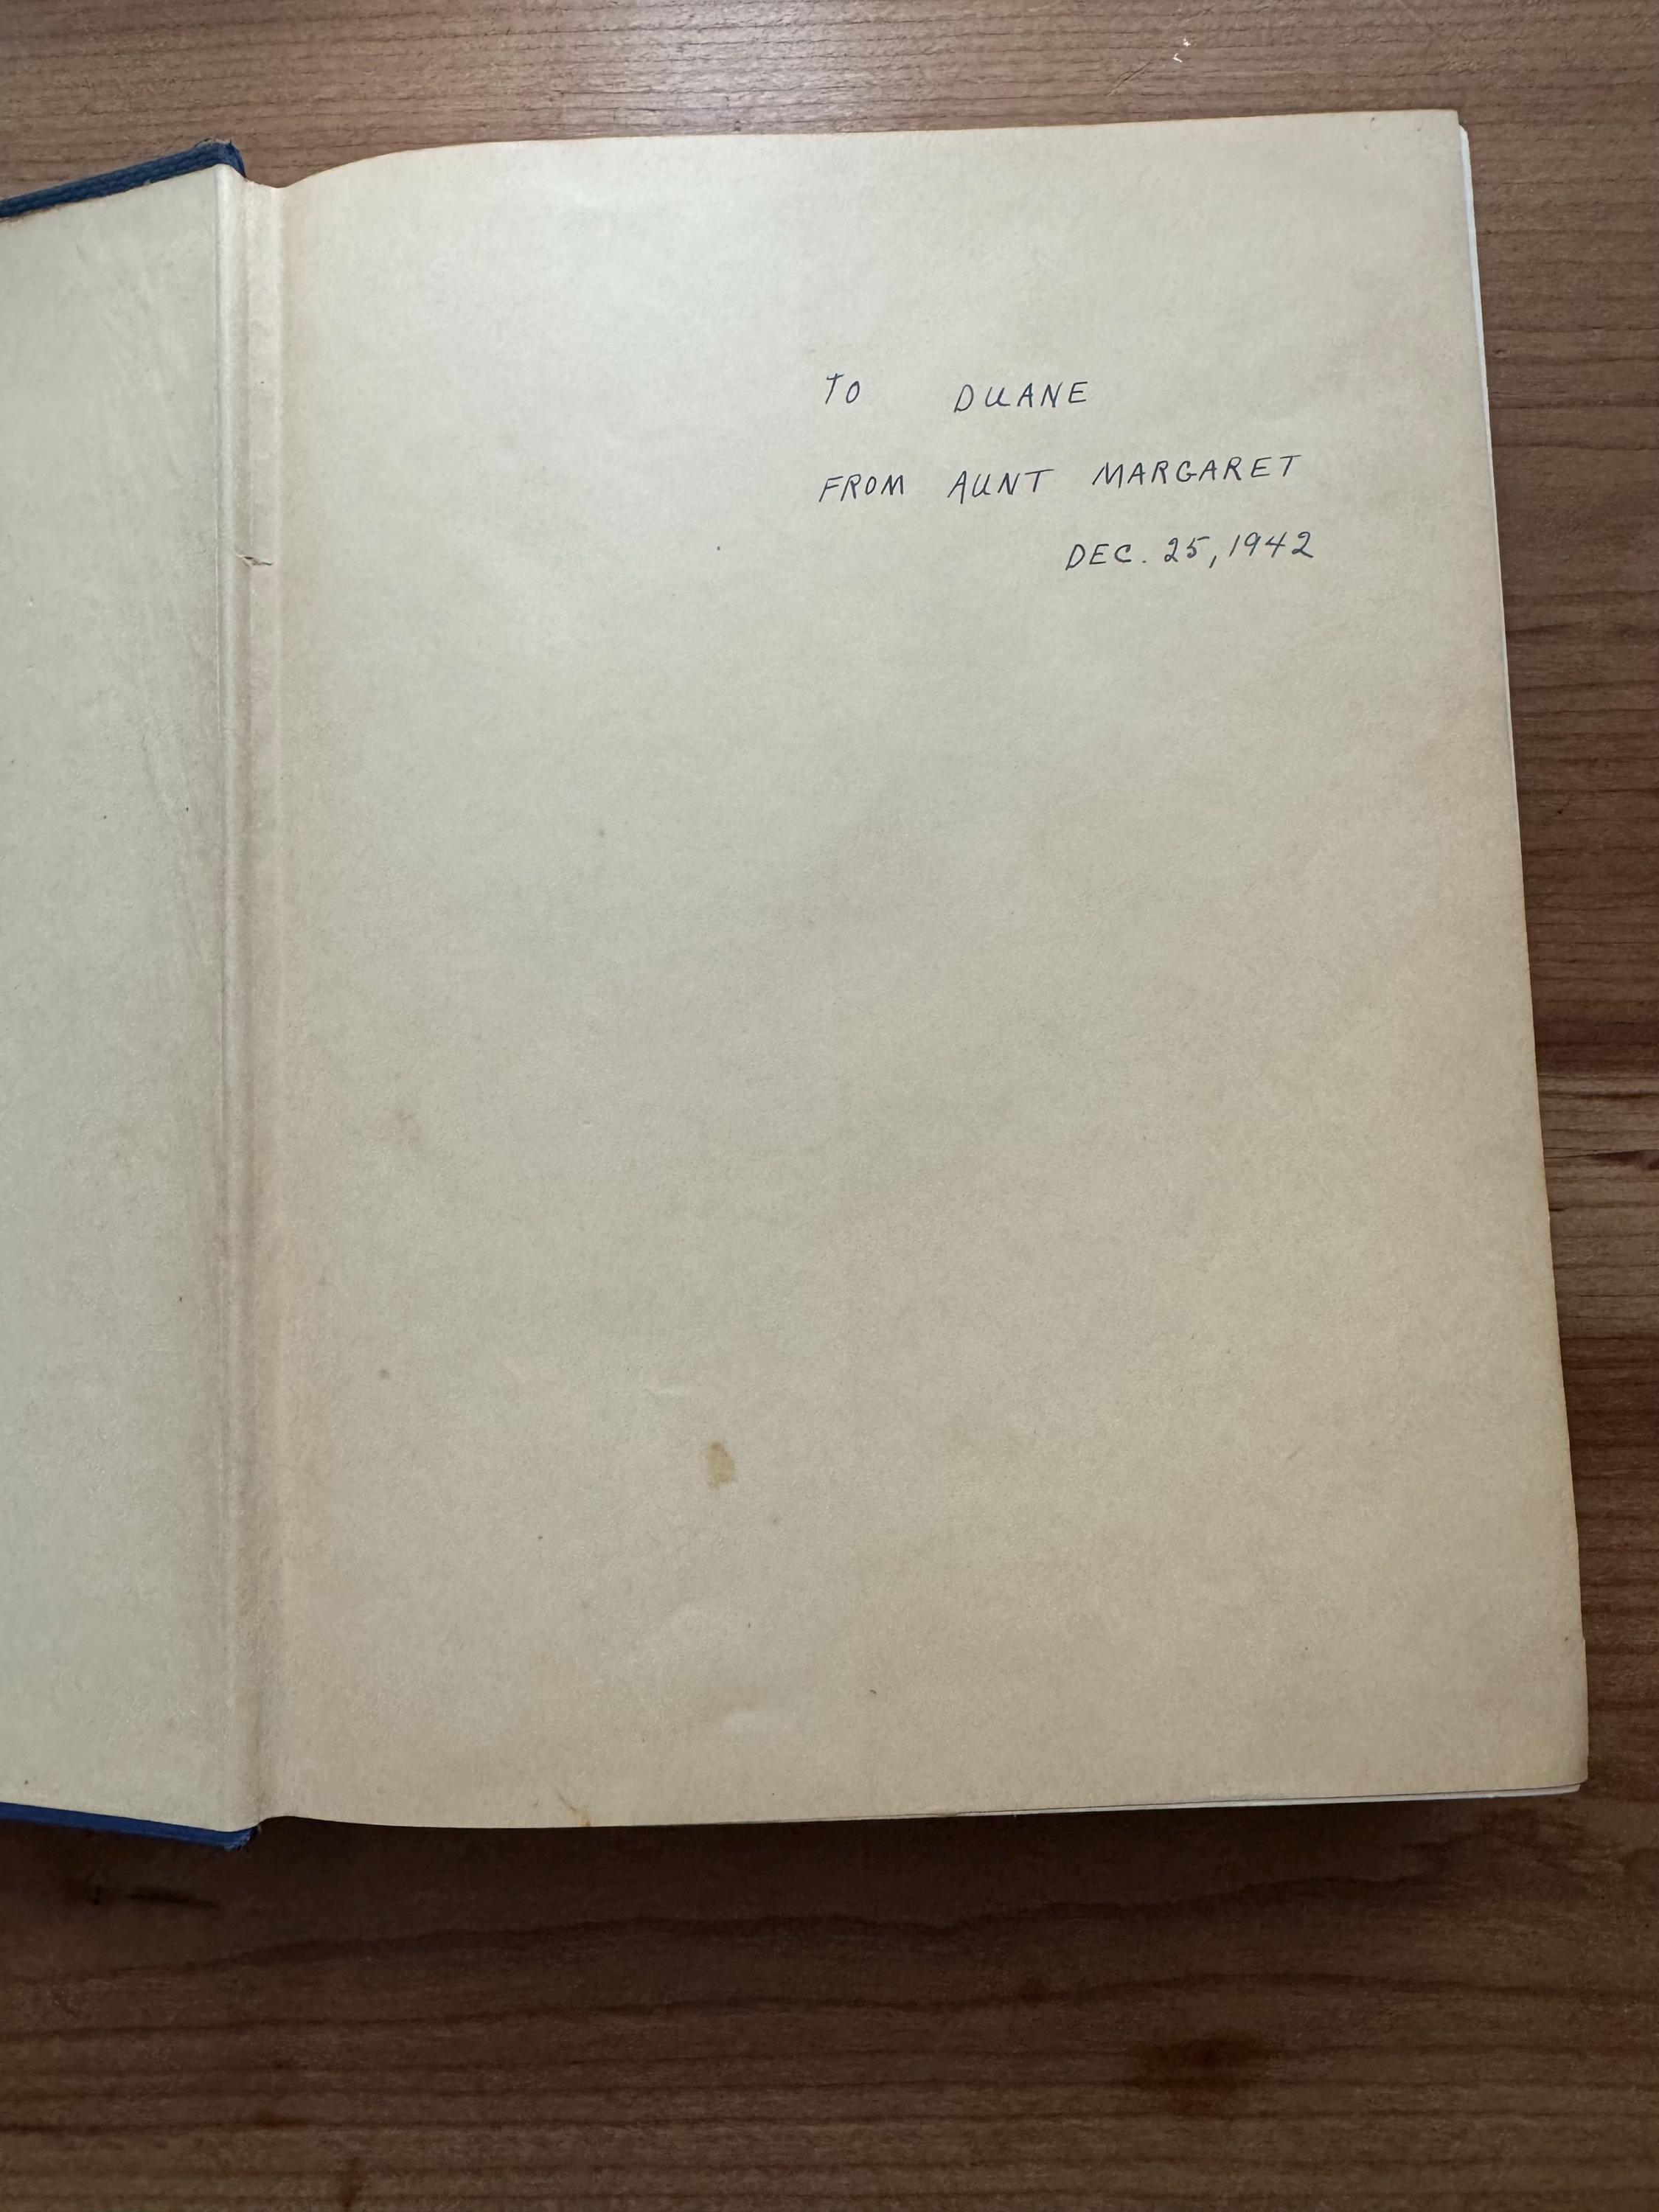 TO DUANE
FROM AUNT MARGARET
DEC. 25, 1942